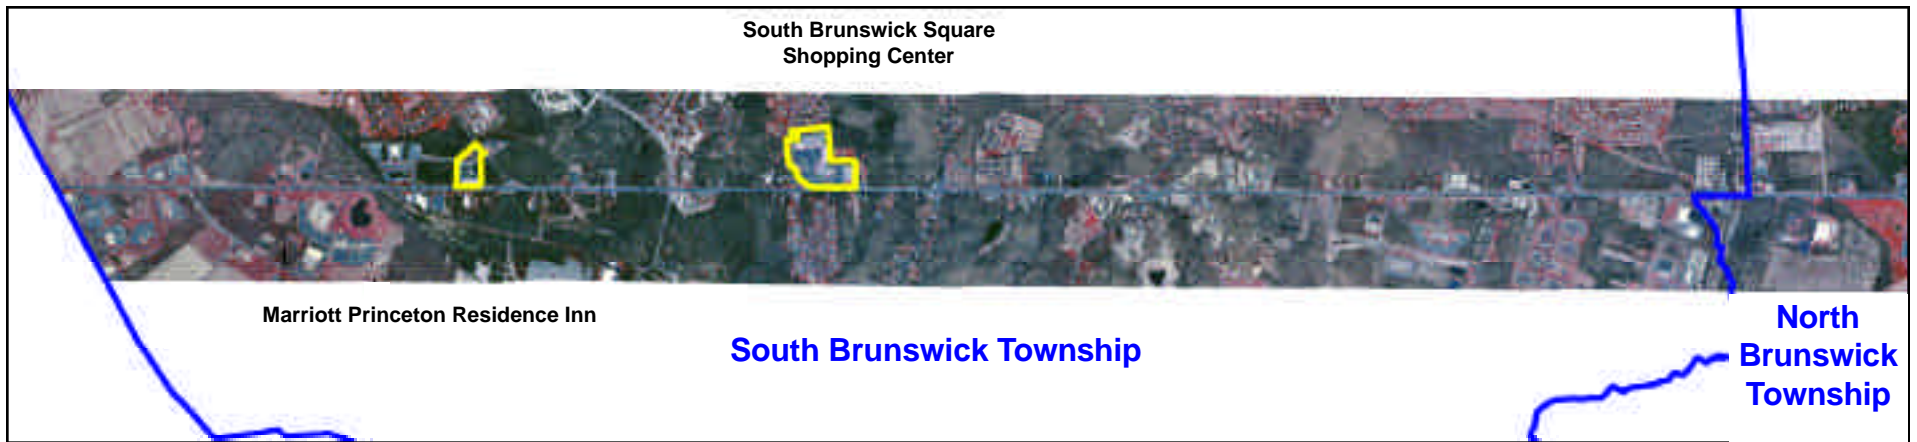 South Brunswick Square
Shopping Center
Marriott Princeton Residence Inn
South Brunswick Township
North
Brunswick
Township